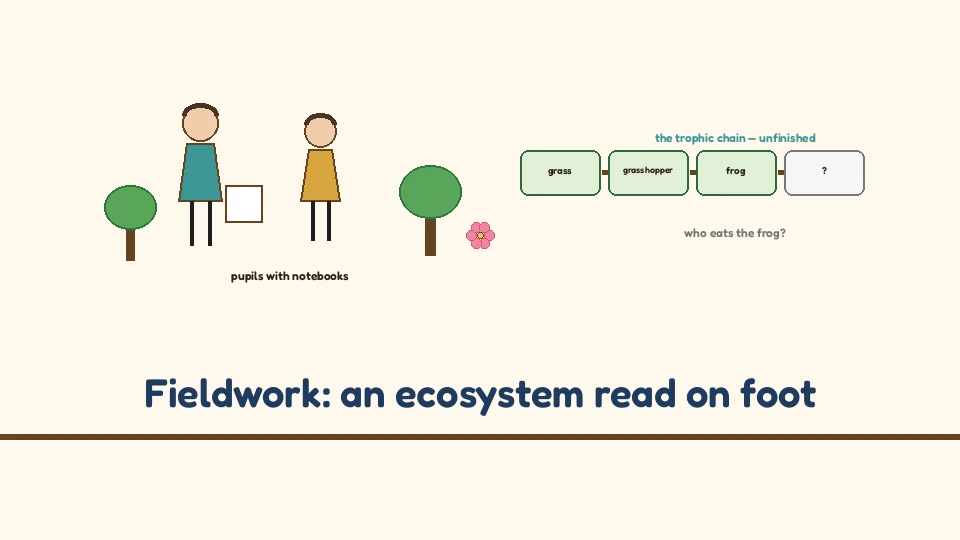 the trophic chain – unfinished
grass
grasshopper
frog
?
who eats the frog?
pupils with notebooks
Fieldwork: an ecosystem read on foot